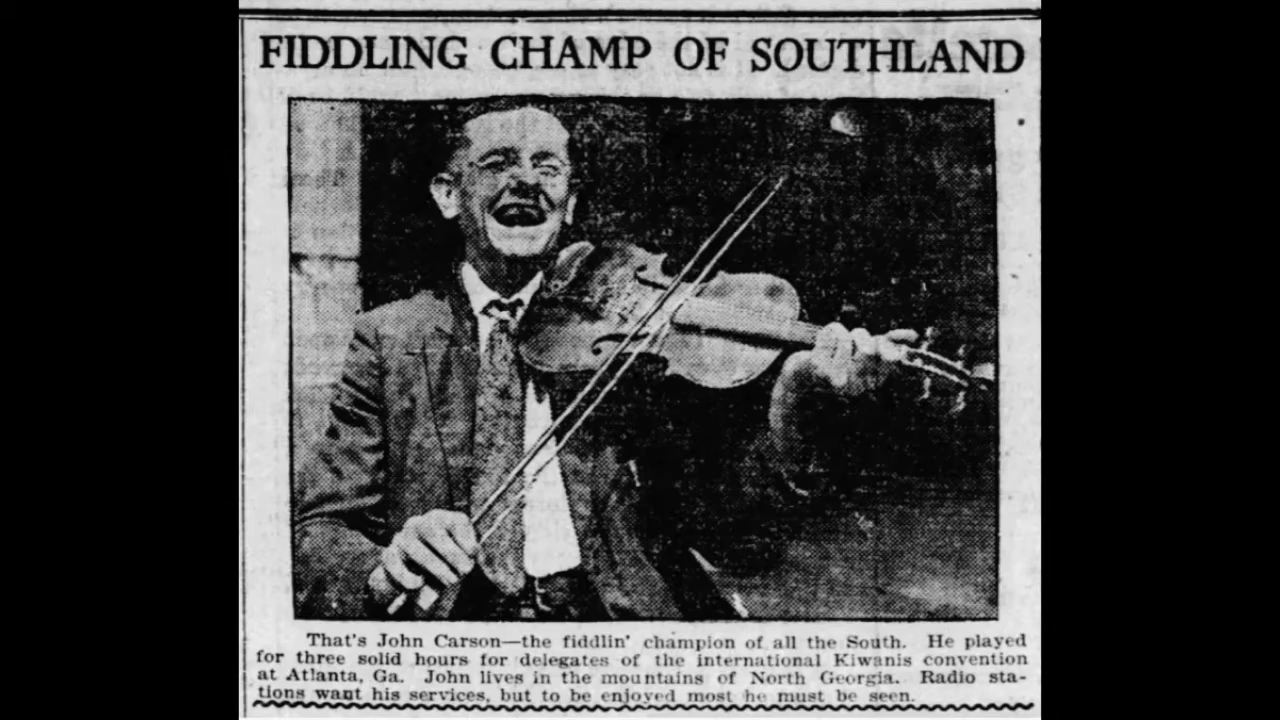 FIDDLING CHAMP OF SOUTHLAND
That's John Carson—the fiddlin' champion of all the South. He played
for three solid hours for delegates of the international Kiwanis convention
at Atlanta, Ga. John lives in the mountains of North Georgia. Radio sta-
tions want his services, but to be enjoyed most he must be seen.